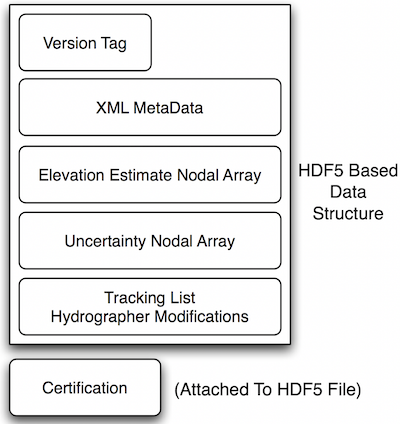 Version Tag
XML MetaData
Elevation Estimate Nodal Array
HDF5 Based
Data
Structure
Uncertainty Nodal Array
Tracking List
Hydrographer Modifications
Certification
(Attached To HDF5 File)